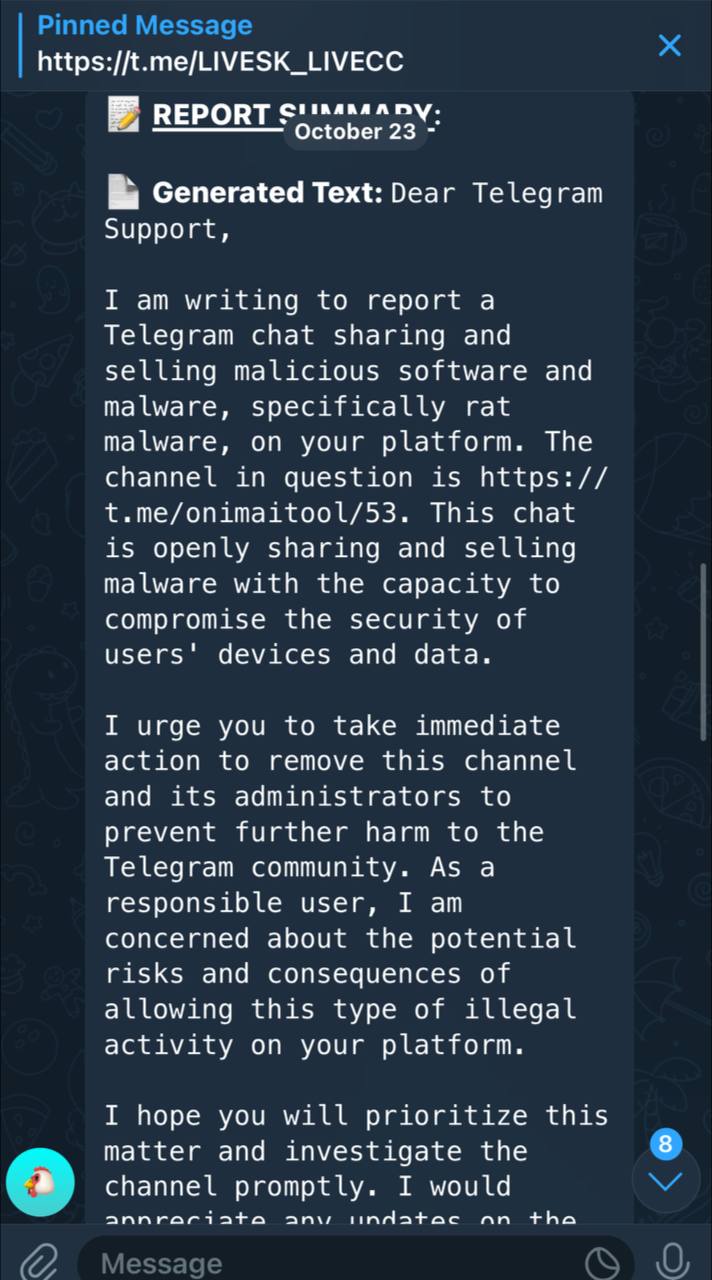 Pinned Message
https://t.me/LIVESK_LIVECC
📝 REPORT SUMMARY:
October 23
📄 Generated Text: Dear Telegram
Support,
I am writing to report a
Telegram chat sharing and
selling malicious software and
malware, specifically rat
malware, on your platform. The
channel in question is https://
t.me/onimaitool/53. This chat
is openly sharing and selling
malware with the capacity to
compromise the security of
users' devices and data.
I urge you to take immediate
action to remove this channel
and its administrators to
prevent further harm to the
Telegram community. As a
responsible user, I am
concerned about the potential
risks and consequences of
allowing this type of illegal
activity on your platform.
I hope you will prioritize this
matter and investigate the
channel promptly. I would
appreciate any updates on the
8
Message